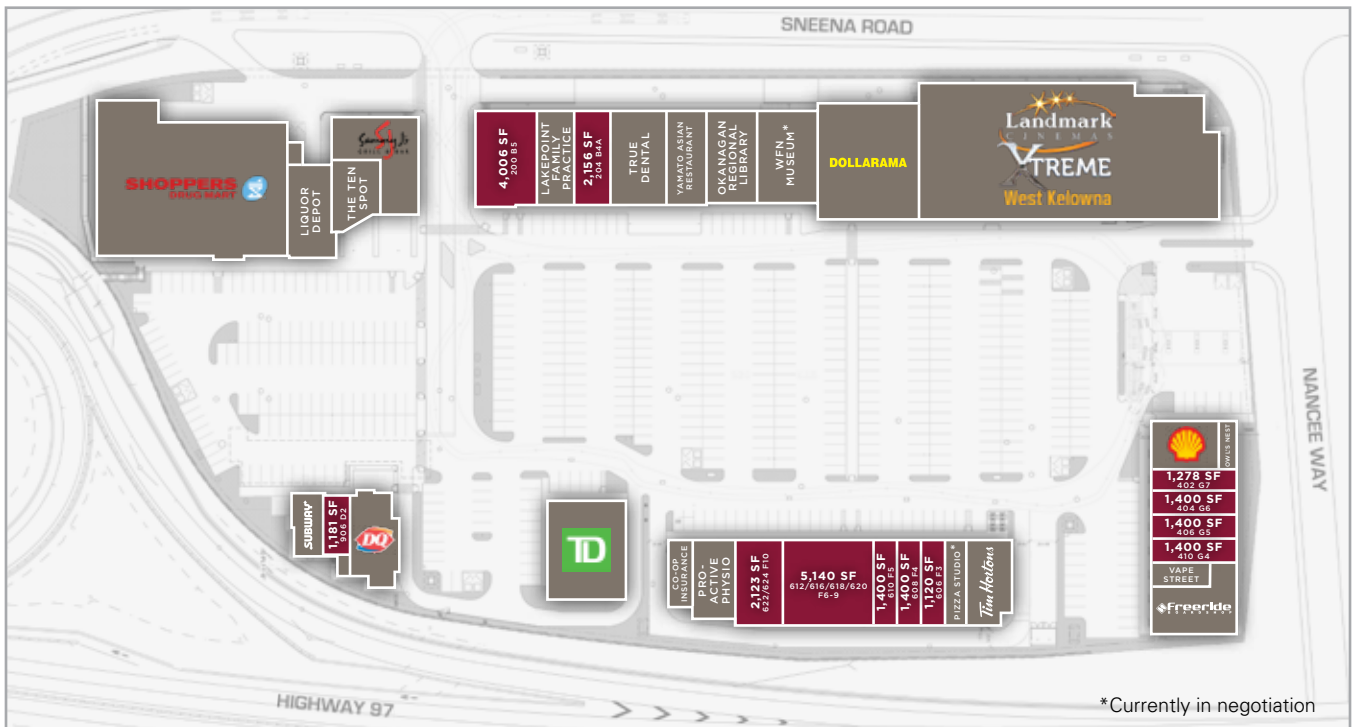 SNEENA ROAD
SHOPPERS
DRUG MART
LIQUOR
DEPOT
THE TEN
SPOT
Sammy J's
GRILL & BAR
4,006 SF
200 B5
LAKEPOINT
FAMILY
PRACTICE
2,156 SF
204 B4A
TRUE
DENTAL
YAMATO ASIAN
RESTAURANT
OKANAGAN
REGIONAL
LIBRARY
WFN
MUSEUM*
DOLLARAMA
Landmark
CINEMAS
XTREME
West Kelowna
NANCEE WAY
OWL'S NEST
1,278 SF
402 G7
1,400 SF
404 G6
1,400 SF
406 G5
1,400 SF
410 G4
VAPE
STREET
freeride
BOARDSHOP
SUBWAY
1,181 SF
906 D2
DQ
TD
CO-OP
INSURANCE
PRO-
ACTIVE
PHYSIO
2,123 SF
622/624 F10
5,140 SF
612/616/618/620
F6-9
1,400 SF
610 F5
1,400 SF
608 F4
1,120 SF
606 F3
PIZZA STUDIO*
Tim Hortons
HIGHWAY 97
*Currently in negotiation